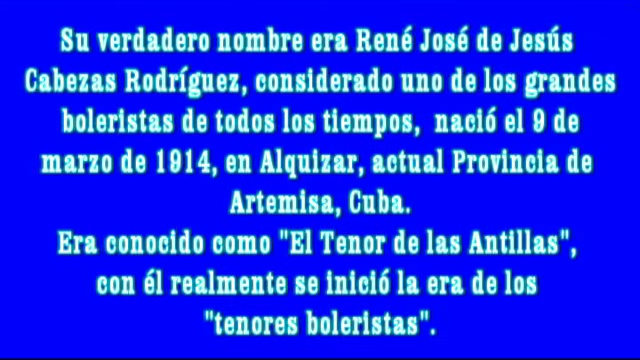 Su verdadero nombre era René José de Jesús
Cabezas Rodríguez, considerado uno de los grandes
boleristas de todos los tiempos, nació el 9 de
marzo de 1914, en Alquizar, actual Provincia de
Artemisa, Cuba.
Era conocido como "El Tenor de las Antillas",
con él realmente se inició la era de los
"tenores boleristas".